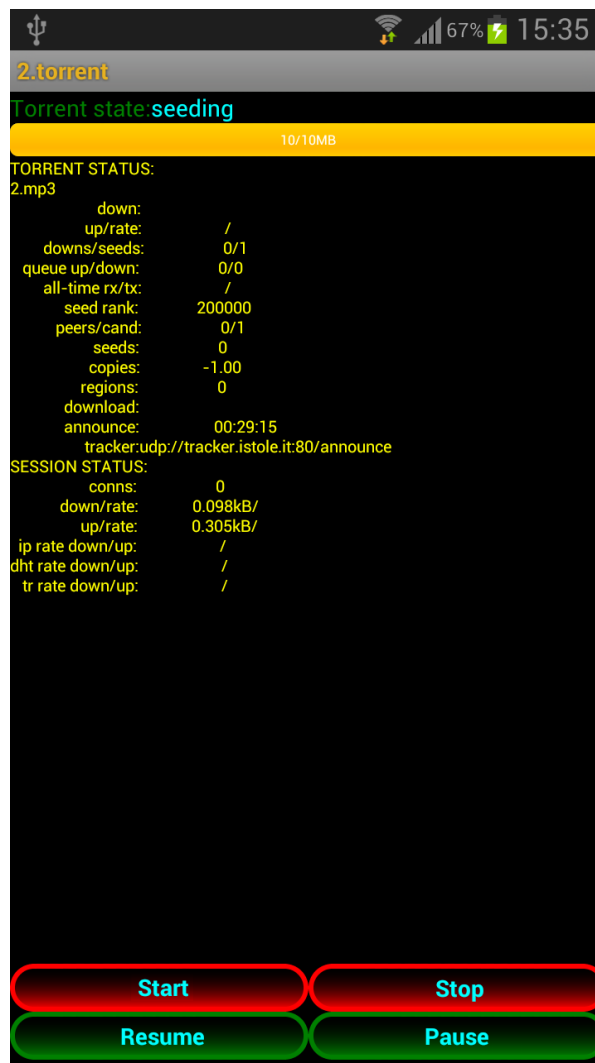 67% 15:35
2.torrent
Torrent state:seeding
10/10MB
TORRENT STATUS:
2.mp3
down:
up/rate: /
downs/seeds: 0/1
queue up/down: 0/0
all-time rx/tx: /
seed rank: 200000
peers/cand: 0/1
seeds: 0
copies: -1.00
regions: 0
download:
announce: 00:29:15
tracker:udp://tracker.istole.it:80/announce
SESSION STATUS:
conns: 0
down/rate: 0.098kB/
up/rate: 0.305kB/
ip rate down/up: /
dht rate down/up: /
tr rate down/up: /
Start Stop
Resume Pause